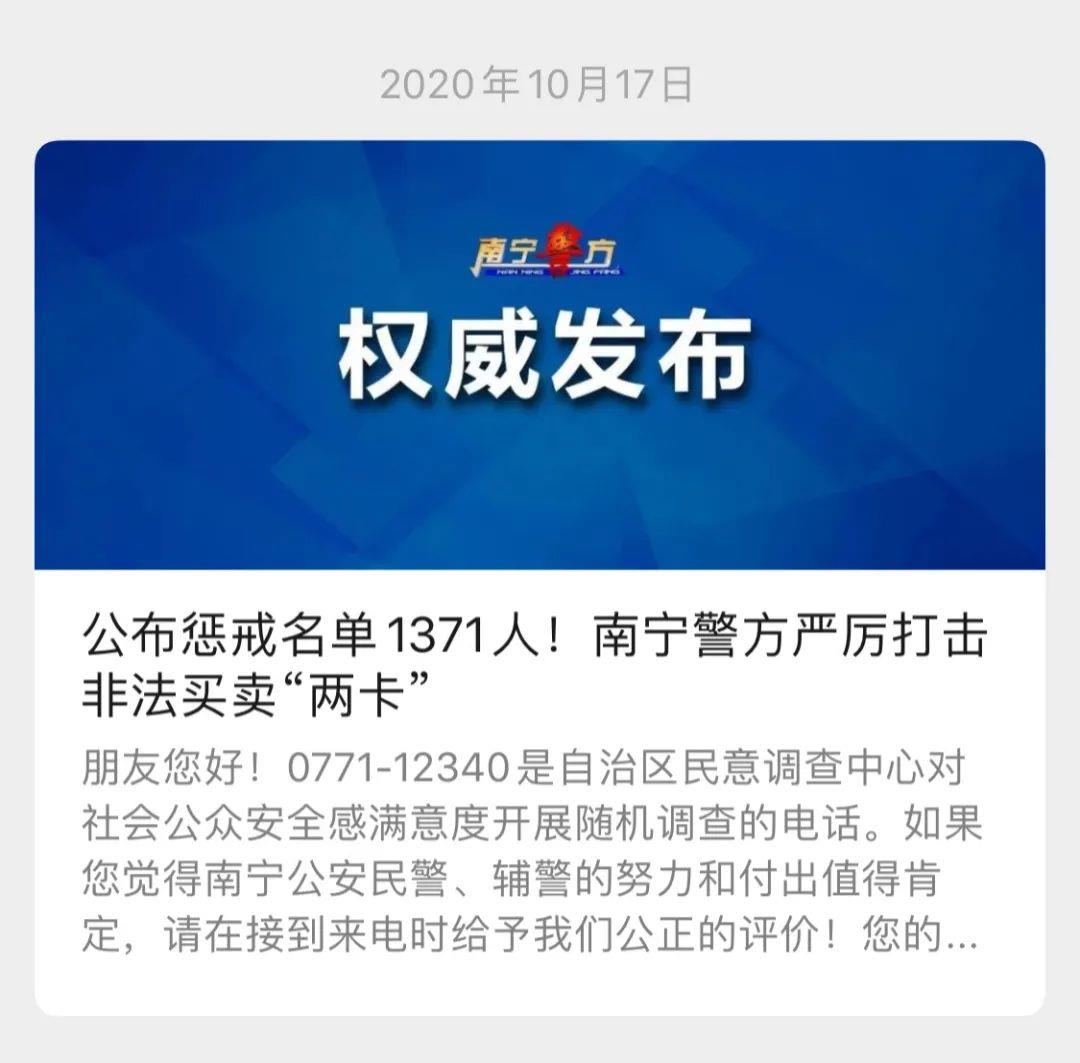 2020年10月17日
南宁警方
NAN NING JING FANG
权威发布
公布惩戒名单1371人！南宁警方严厉打击
非法买卖“两卡”
朋友您好！0771-12340是自治区民意调查中心对
社会公众安全感满意度开展随机调查的电话。如果
您觉得南宁公安民警、辅警的努力和付出值得肯
定，请在接到来电时给予我们公正的评价！您的...